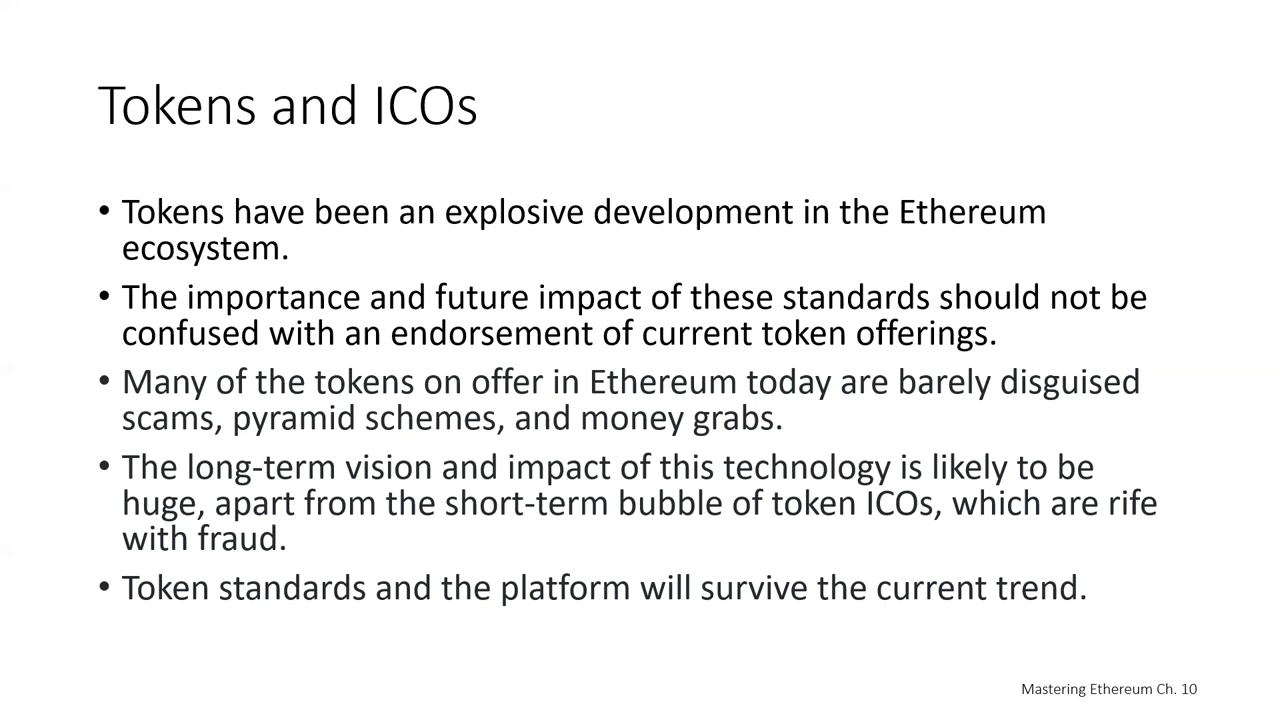 Tokens and ICOs
• Tokens have been an explosive development in the Ethereum
ecosystem.
• The importance and future impact of these standards should not be
confused with an endorsement of current token offerings.
• Many of the tokens on offer in Ethereum today are barely disguised
scams, pyramid schemes, and money grabs.
• The long-term vision and impact of this technology is likely to be
huge, apart from the short-term bubble of token ICOs, which are rife
with fraud.
• Token standards and the platform will survive the current trend.
Mastering Ethereum Ch. 10